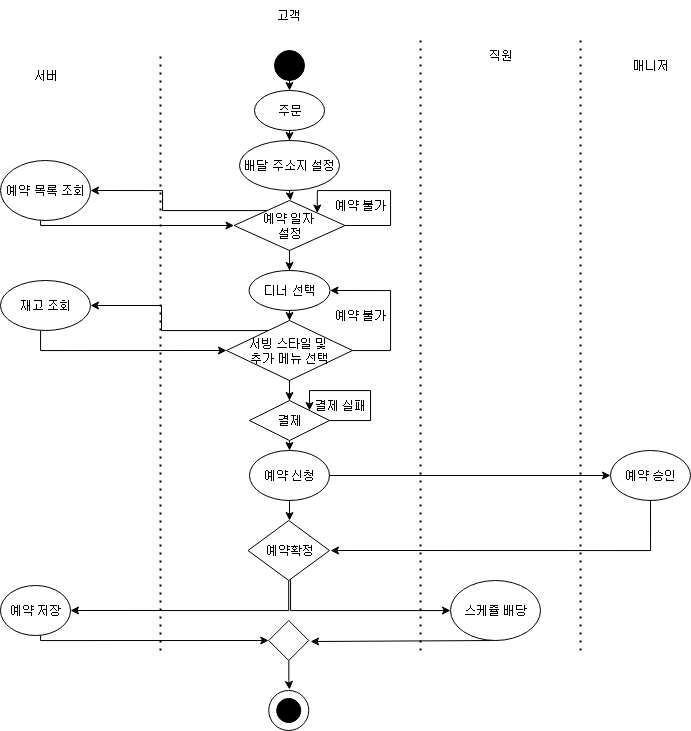 고객
직원
매니저
서버
주문
배달 주소지 설정
예약 목록 조회
예약 불가
예약 일자
설정
디너 선택
재고 조회
예약 불가
서빙 스타일 및
추가 메뉴 선택
결제 실패
결제
예약 신청
예약 승인
예약확정
예약 저장
스케쥴 배당